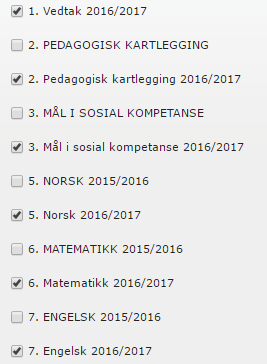 1. Vedtak 2016/2017
2. PEDAGOGISK KARTLEGGING
2. Pedagogisk kartlegging 2016/2017
3. MÅL I SOSIAL KOMPETANSE
3. Mål i sosial kompetanse 2016/2017
5. NORSK 2015/2016
5. Norsk 2016/2017
6. MATEMATIKK 2015/2016
6. Matematikk 2016/2017
7. ENGELSK 2015/2016
7. Engelsk 2016/2017